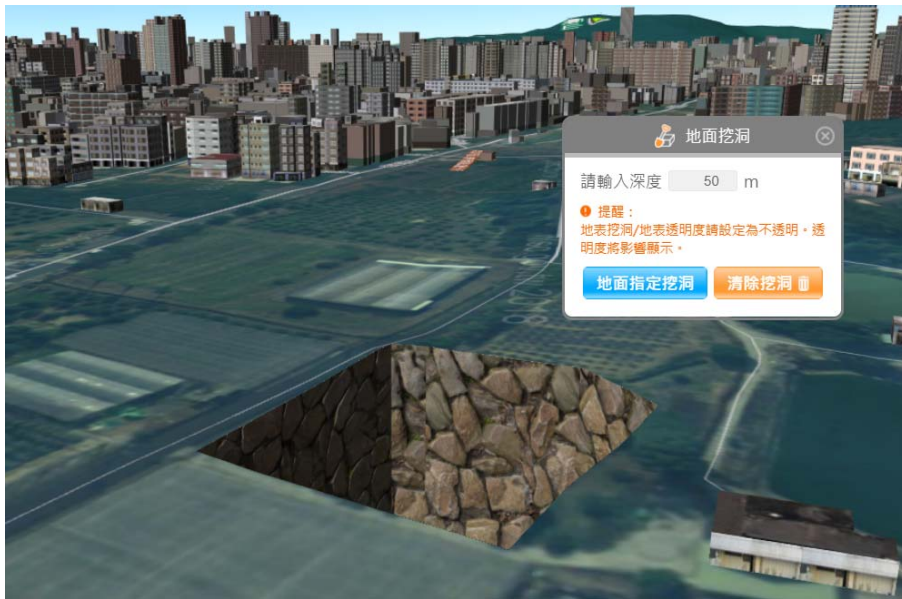 地面挖洞
請輸入深度 50 m
提醒：
地表挖洞/地表透明度請設定為不透明。透
明度將影響顯示。
地面指定挖洞 清除挖洞